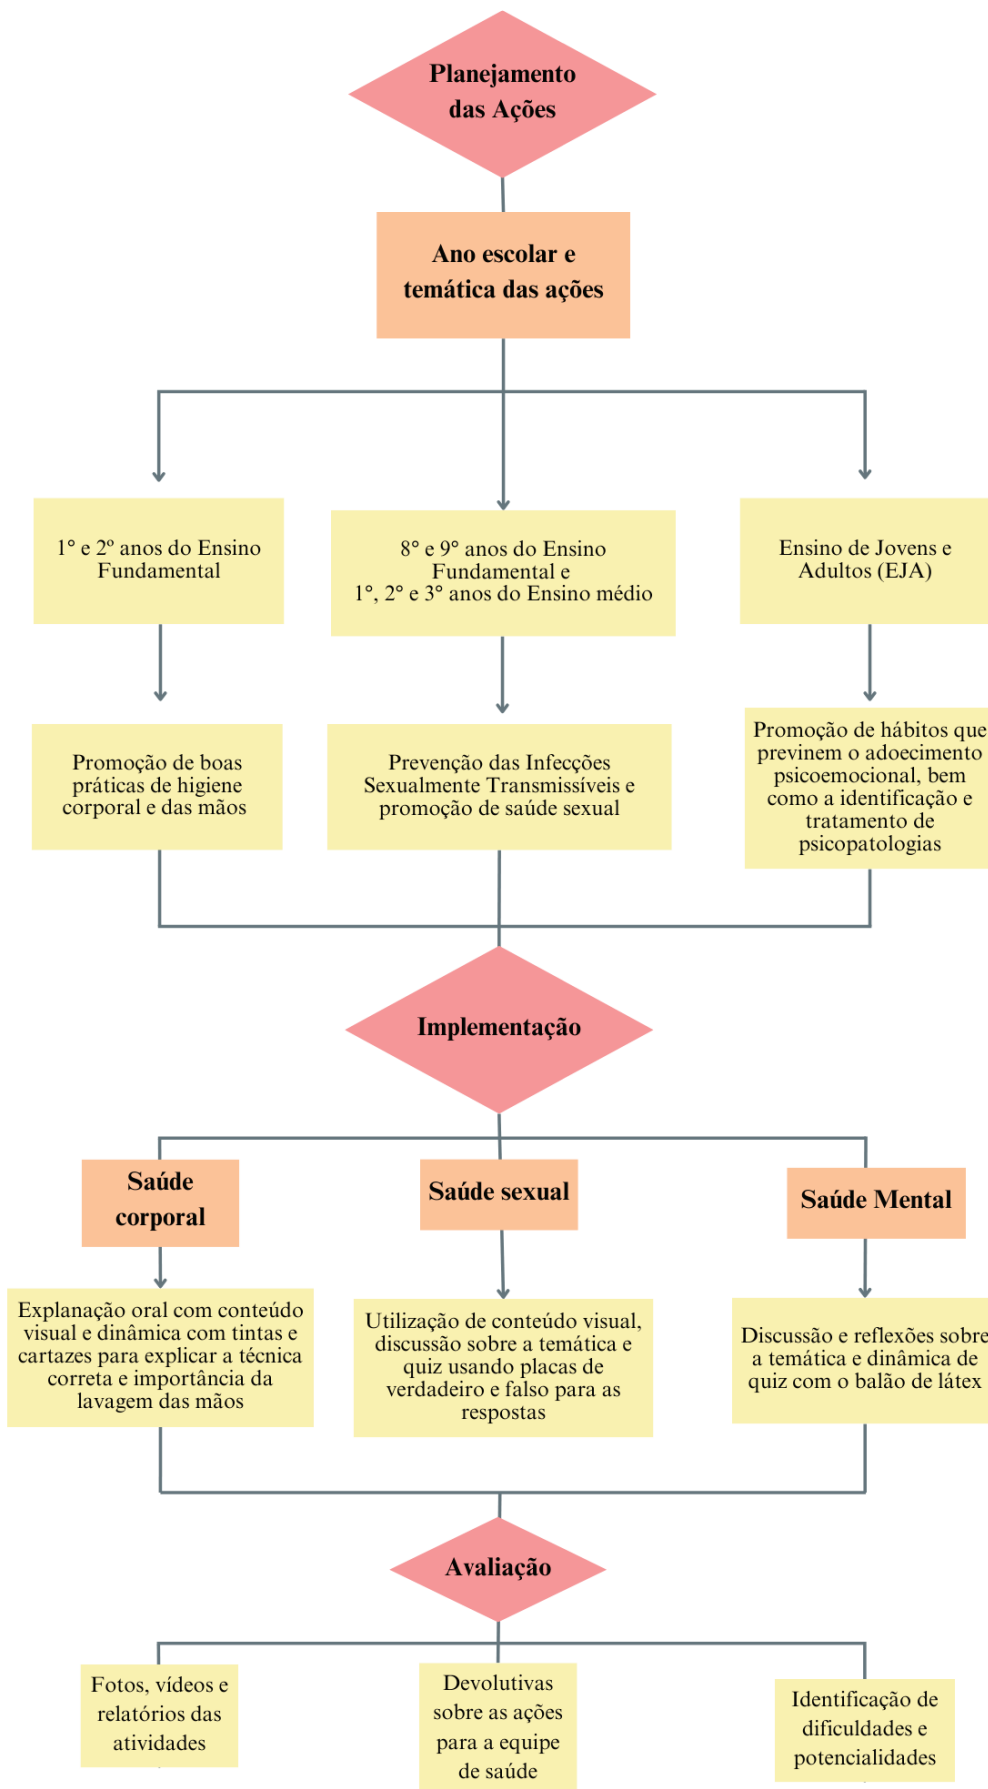 Planejamento
das Ações
Ano escolar e
temática das ações
1° e 2º anos do Ensino
Fundamental
8° e 9° anos do Ensino
Fundamental e
1°, 2° e 3° anos do Ensino médio
Ensino de Jovens e
Adultos (EJA)
Promoção de boas
práticas de higiene
corporal e das mãos
Prevenção das Infecções
Sexualmente Transmissíveis e
promoção de saúde sexual
Promoção de hábitos que
previnem o adoecimento
psicoemocional, bem
como a identificação e
tratamento de
psicopatologias
Implementação
Saúde
corporal
Saúde sexual
Saúde Mental
Explanação oral com conteúdo
visual e dinâmica com tintas e
cartazes para explicar a técnica
correta e importância da
lavagem das mãos
Utilização de conteúdo visual,
discussão sobre a temática e
quiz usando placas de
verdadeiro e falso para as
respostas
Discussão e reflexões sobre
a temática e dinâmica de
quiz com o balão de látex
Avaliação
Fotos, vídeos e
relatórios das
atividades
Devolutivas
sobre as ações
para a equipe
de saúde
Identificação de
dificuldades e
potencialidades